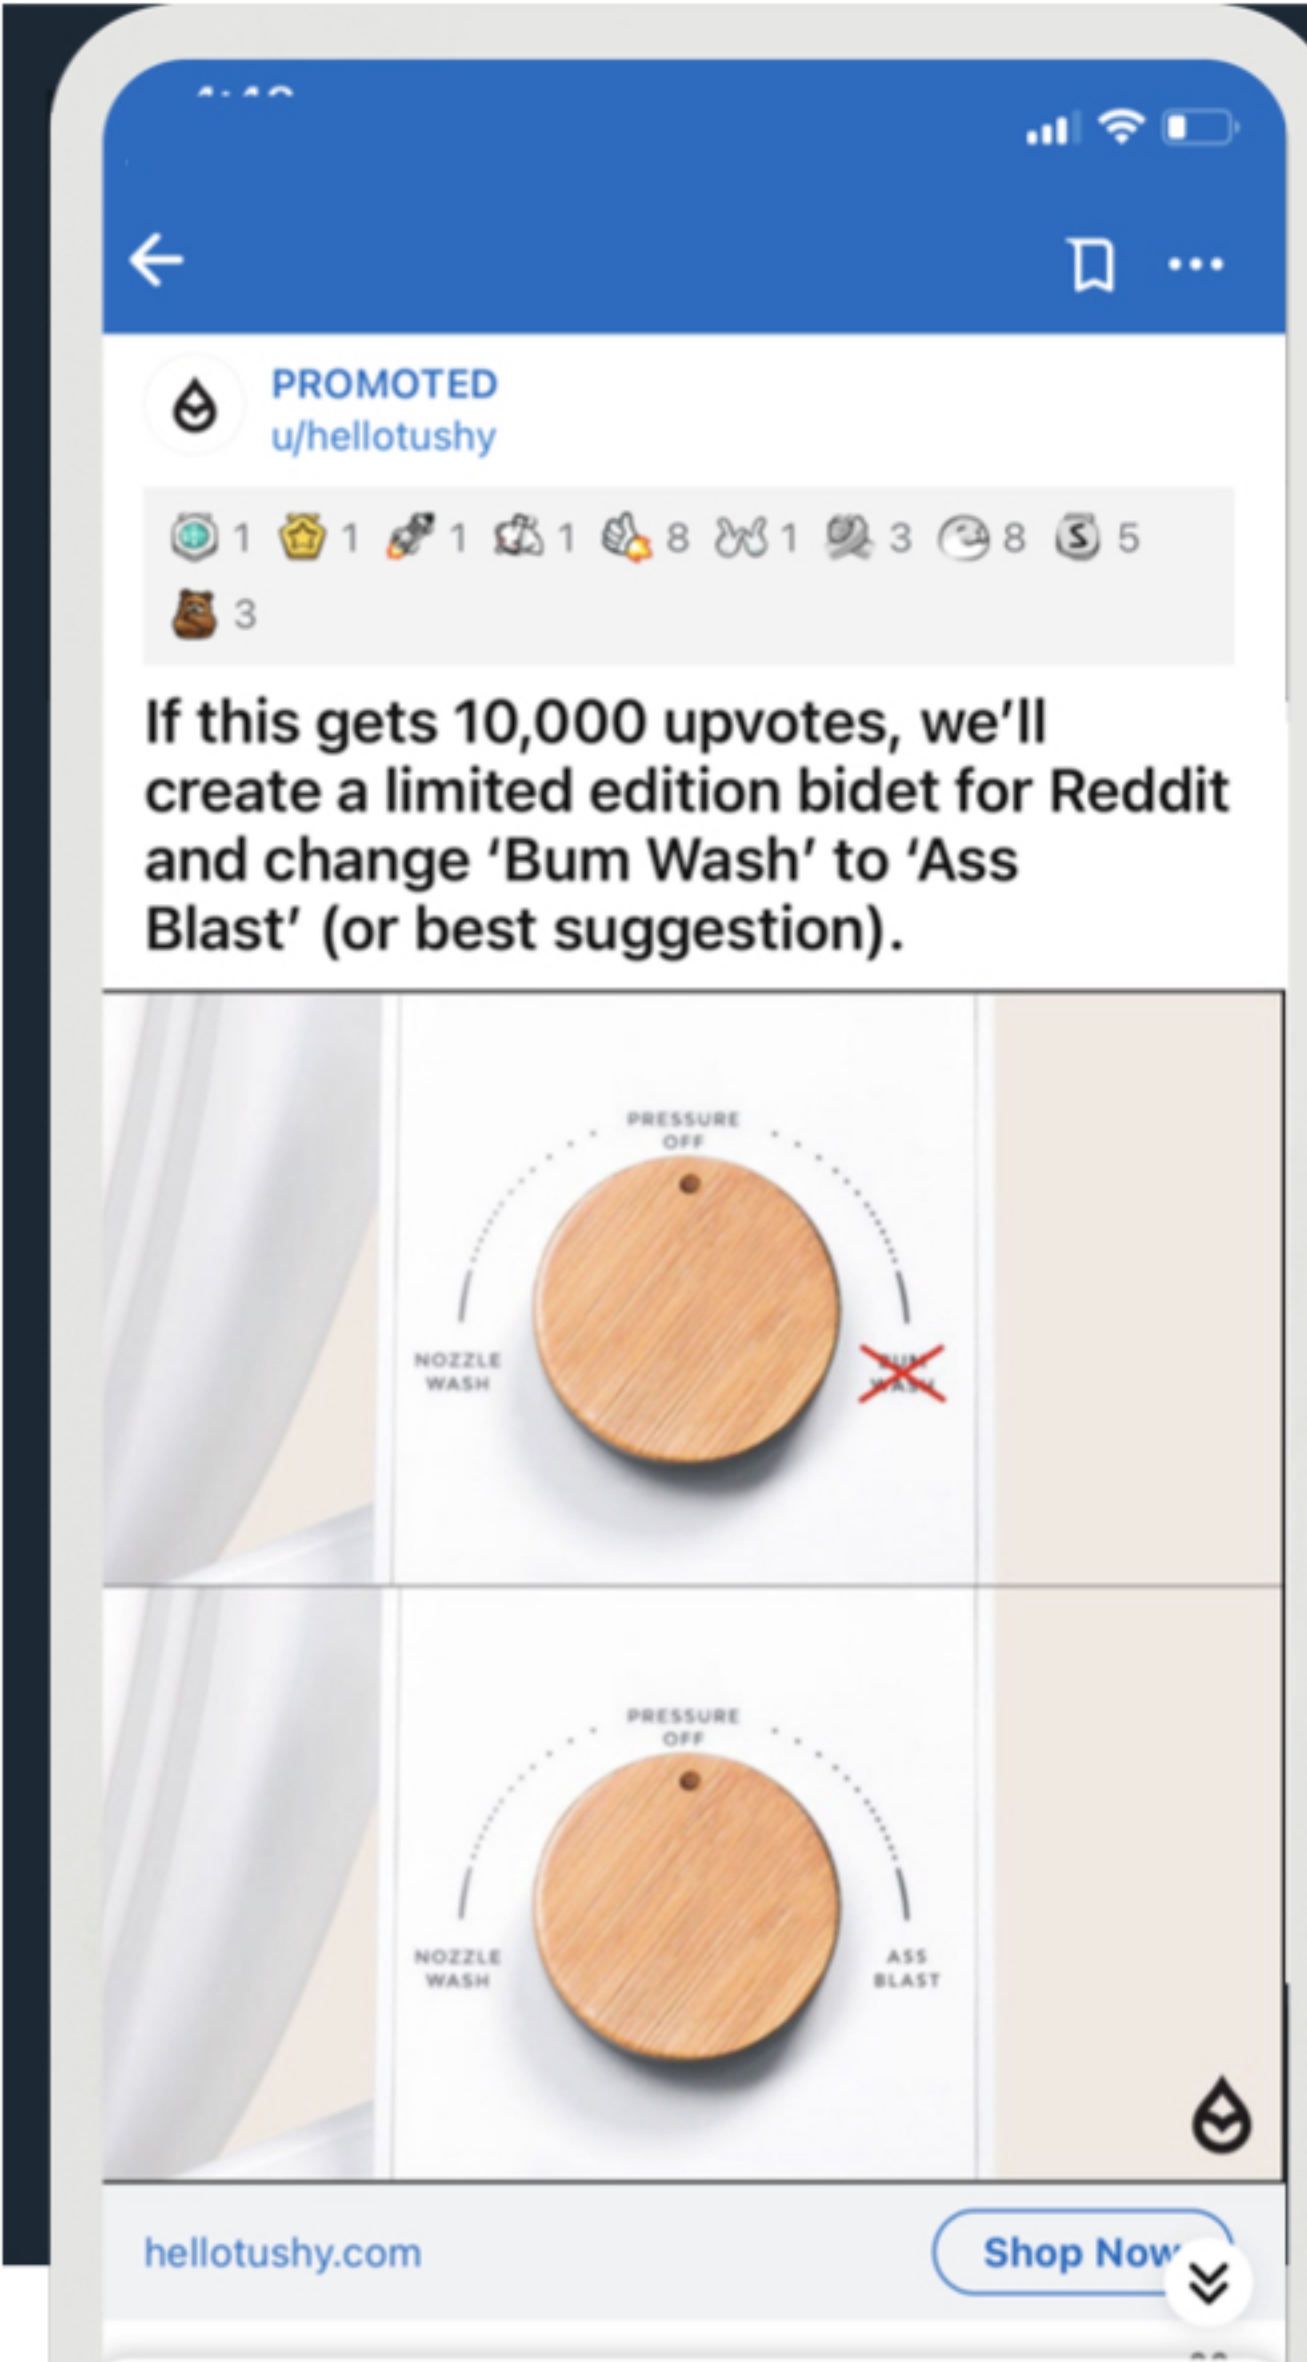 PROMOTED
u/hellotushy
1 1 1 1 8 1 3 8 S 5
3
If this gets 10,000 upvotes, we'll
create a limited edition bidet for Reddit
and change 'Bum Wash' to 'Ass
Blast' (or best suggestion).
PRESSURE
OFF
NOZZLE
WASH
BUM
WASH
PRESSURE
OFF
NOZZLE
WASH
ASS
BLAST
hellotushy.com
Shop Now